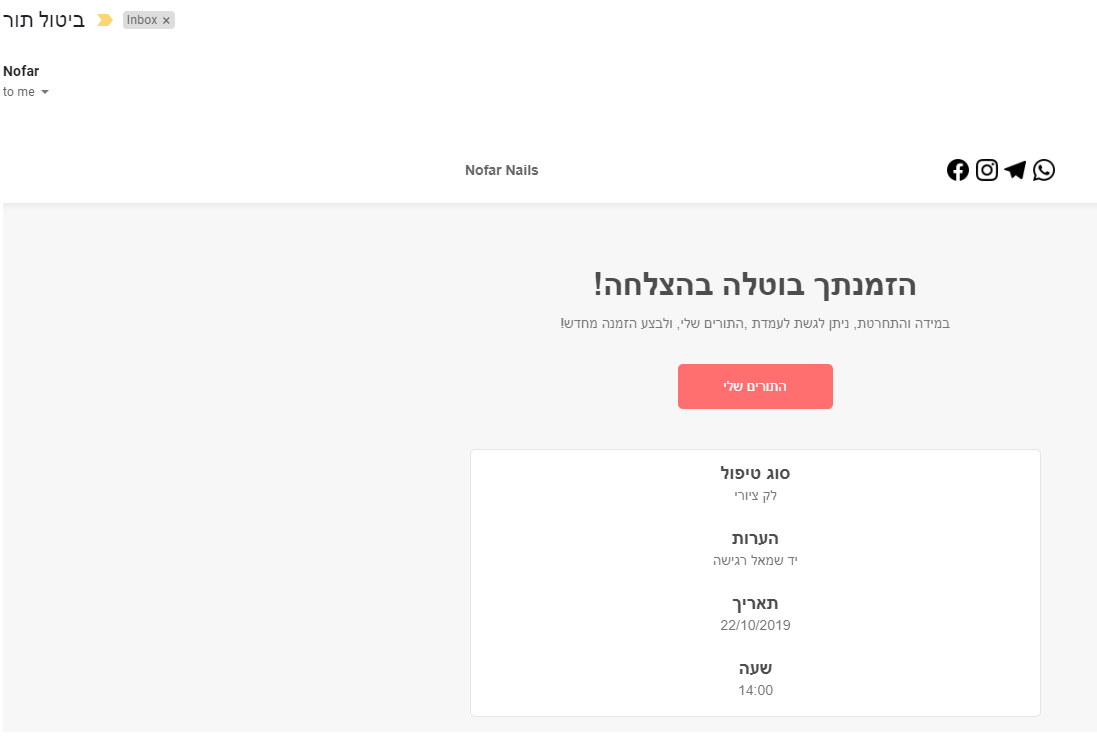 ביטול תור
Inbox ×
Nofar
to me
Nofar Nails
הזמנתך בוטלה בהצלחה!
במידה והתחרטת, ניתן לגשת לעמדת ,התורים שלי, ולבצע הזמנה מחדש!
התורים שלי
סוג טיפול
לק ציורי
הערות
יד שמאל רגישה
תאריך
22/10/2019
שעה
14:00